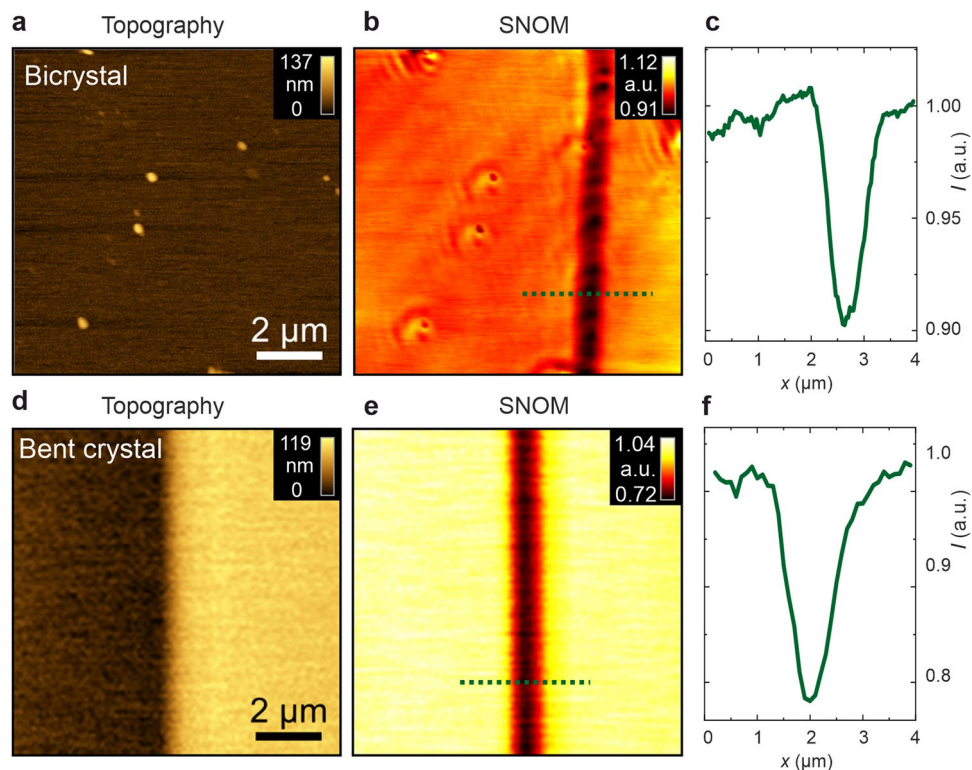 a Topography
Bicrystal
137
nm
0
2 µm
b SNOM
1.12
a.u.
0.91
c
1.00
0.95
0.90
I (a.u.)
0 1 2 3 4
x (µm)
d Topography
Bent crystal
119
nm
0
2 µm
e SNOM
1.04
a.u.
0.72
f
1.0
0.9
0.8
I (a.u.)
0 1 2 3 4
x (µm)